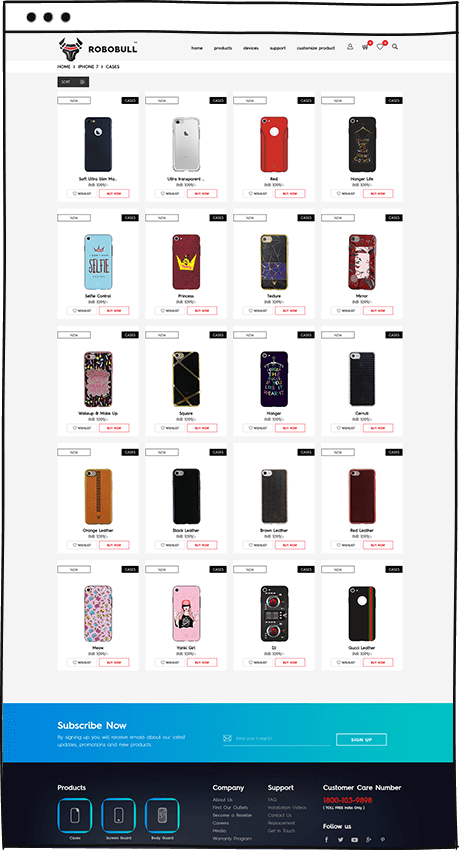 ROBOBULL
home products devices support customize product
HOME > IPHONE 7 > CASES
SORT
NEW CASES NEW CASES NEW CASES NEW CASES
Soft Ultra Slim Ma... Ultra transparent ... Red Hanger Life
INR 1099/- INR 1099/- INR 1099/- INR 1099/-
WISHLIST BUY NOW WISHLIST BUY NOW WISHLIST BUY NOW WISHLIST BUY NOW
NEW CASES NEW CASES NEW CASES NEW CASES
SELFIE
Selfie Control Princess Texture Mirror
INR 1099/- INR 1099/- INR 1099/- INR 1099/-
WISHLIST BUY NOW WISHLIST BUY NOW WISHLIST BUY NOW WISHLIST BUY NOW
NEW CASES NEW CASES NEW CASES NEW CASES
Wakeup & Make Up Square Hanger Cerruti
INR 1099/- INR 1099/- INR 1099/- INR 1099/-
WISHLIST BUY NOW WISHLIST BUY NOW WISHLIST BUY NOW WISHLIST BUY NOW
NEW CASES NEW CASES NEW CASES NEW CASES
Orange Leather Black Leather Brown Leather Red Leather
INR 1099/- INR 1099/- INR 1099/- INR 1099/-
WISHLIST BUY NOW WISHLIST BUY NOW WISHLIST BUY NOW WISHLIST BUY NOW
NEW CASES NEW CASES NEW CASES NEW CASES
Meow Yanki Girl DJ Gucci Leather
INR 1099/- INR 1099/- INR 1099/- INR 1099/-
WISHLIST BUY NOW WISHLIST BUY NOW WISHLIST BUY NOW WISHLIST BUY NOW
Subscribe Now
By signing up you will receive emails about our latest
updates, promotions and new products.
SIGN UP
Products
Cases Screen Guard Body Guard
Company
About Us
Find Our Outlets
Become a Reseller
Careers
Media
Warranty Program
Support
FAQ
Installation Videos
Contact Us
Replacement
Get in Touch
Customer Care Number
1800-103-9898
( TOLL FREE India Only )
Follow us